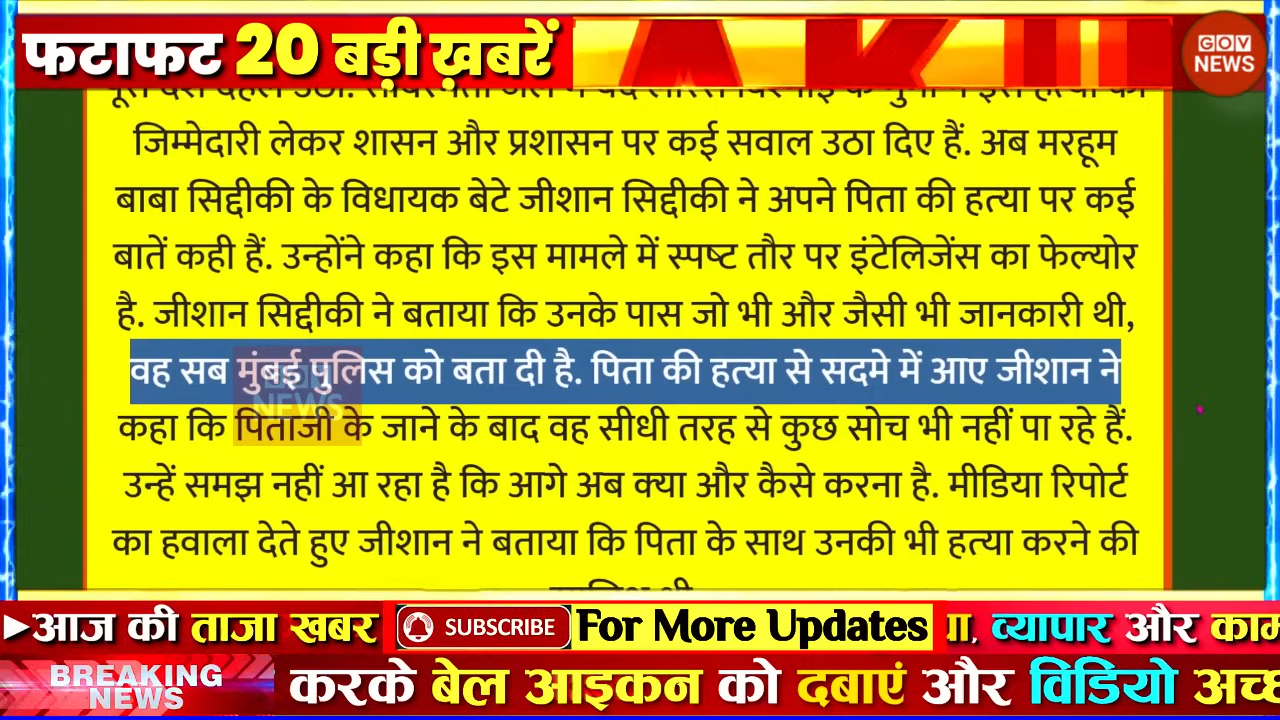 फटाफट 20 बड़ी ख़बरें
GOV
NEWS
जिम्मेदारी लेकर शासन और प्रशासन पर कई सवाल उठा दिए हैं. अब मरहूम
बाबा सिद्दीकी के विधायक बेटे जीशान सिद्दीकी ने अपने पिता की हत्या पर कई
बातें कही हैं. उन्होंने कहा कि इस मामले में स्पष्ट तौर पर इंटेलिजेंस का फेल्योर
है. जीशान सिद्दीकी ने बताया कि उनके पास जो भी और जैसी भी जानकारी थी,
वह सब मुंबई पुलिस को बता दी है. पिता की हत्या से सदमे में आए जीशान ने
GOV
NEWS
कहा कि पिताजी के जाने के बाद वह सीधी तरह से कुछ सोच भी नहीं पा रहे हैं.
उन्हें समझ नहीं आ रहा है कि आगे अब क्या और कैसे करना है. मीडिया रिपोर्ट
का हवाला देते हुए जीशान ने बताया कि पिता के साथ उनकी भी हत्या करने की
आज की ताजा खबर SUBSCRIBE For More Updates व्यापार और काम
BREAKING
NEWS
करके बेल आइकन को दबाएं और विडियो